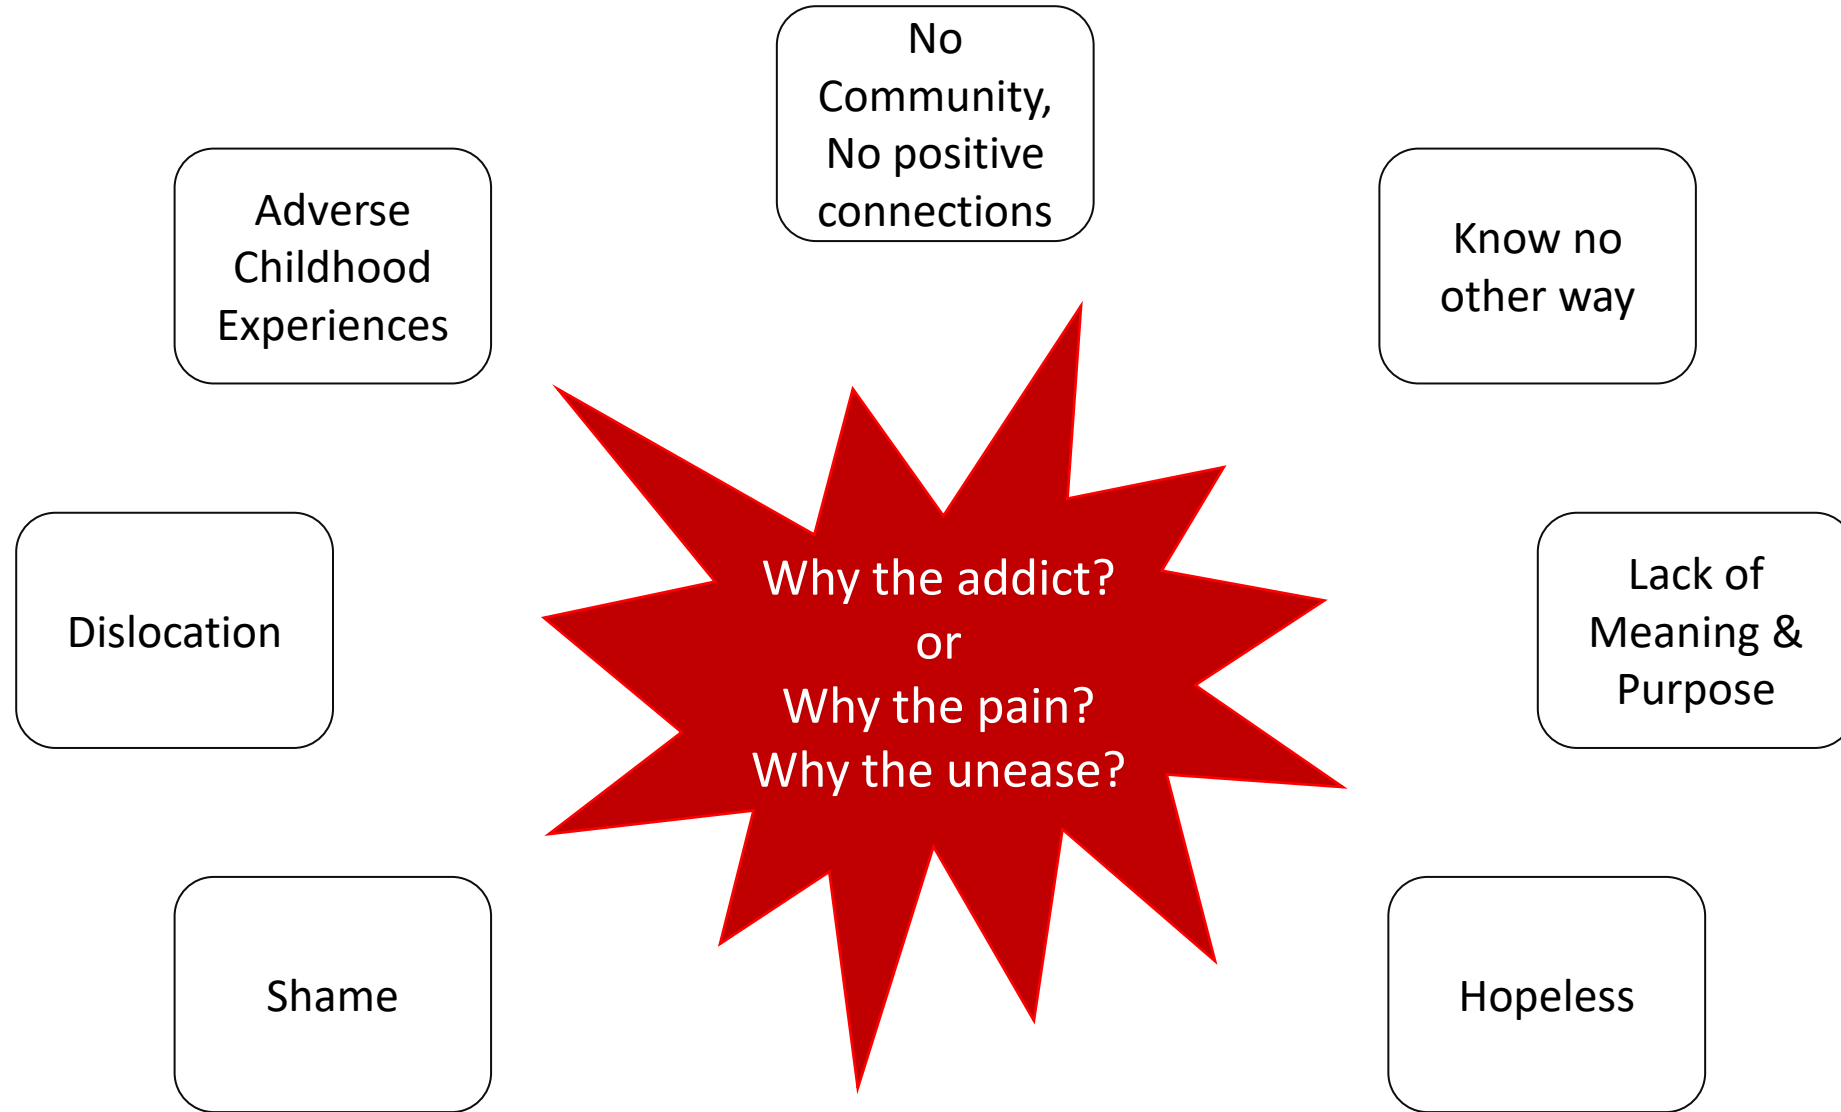 No
Community,
No positive
connections
Adverse
Childhood
Experiences
Know no
other way
Dislocation
Why the addict?
or
Why the pain?
Why the unease?
Lack of
Meaning &
Purpose
Shame
Hopeless